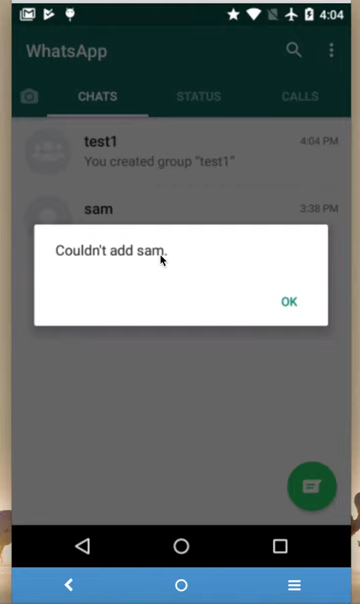 4:04
WhatsApp
CHATS STATUS CALLS
test1 4:04 PM
You created group "test1"
sam 3:38 PM
Couldn't add sam.
OK